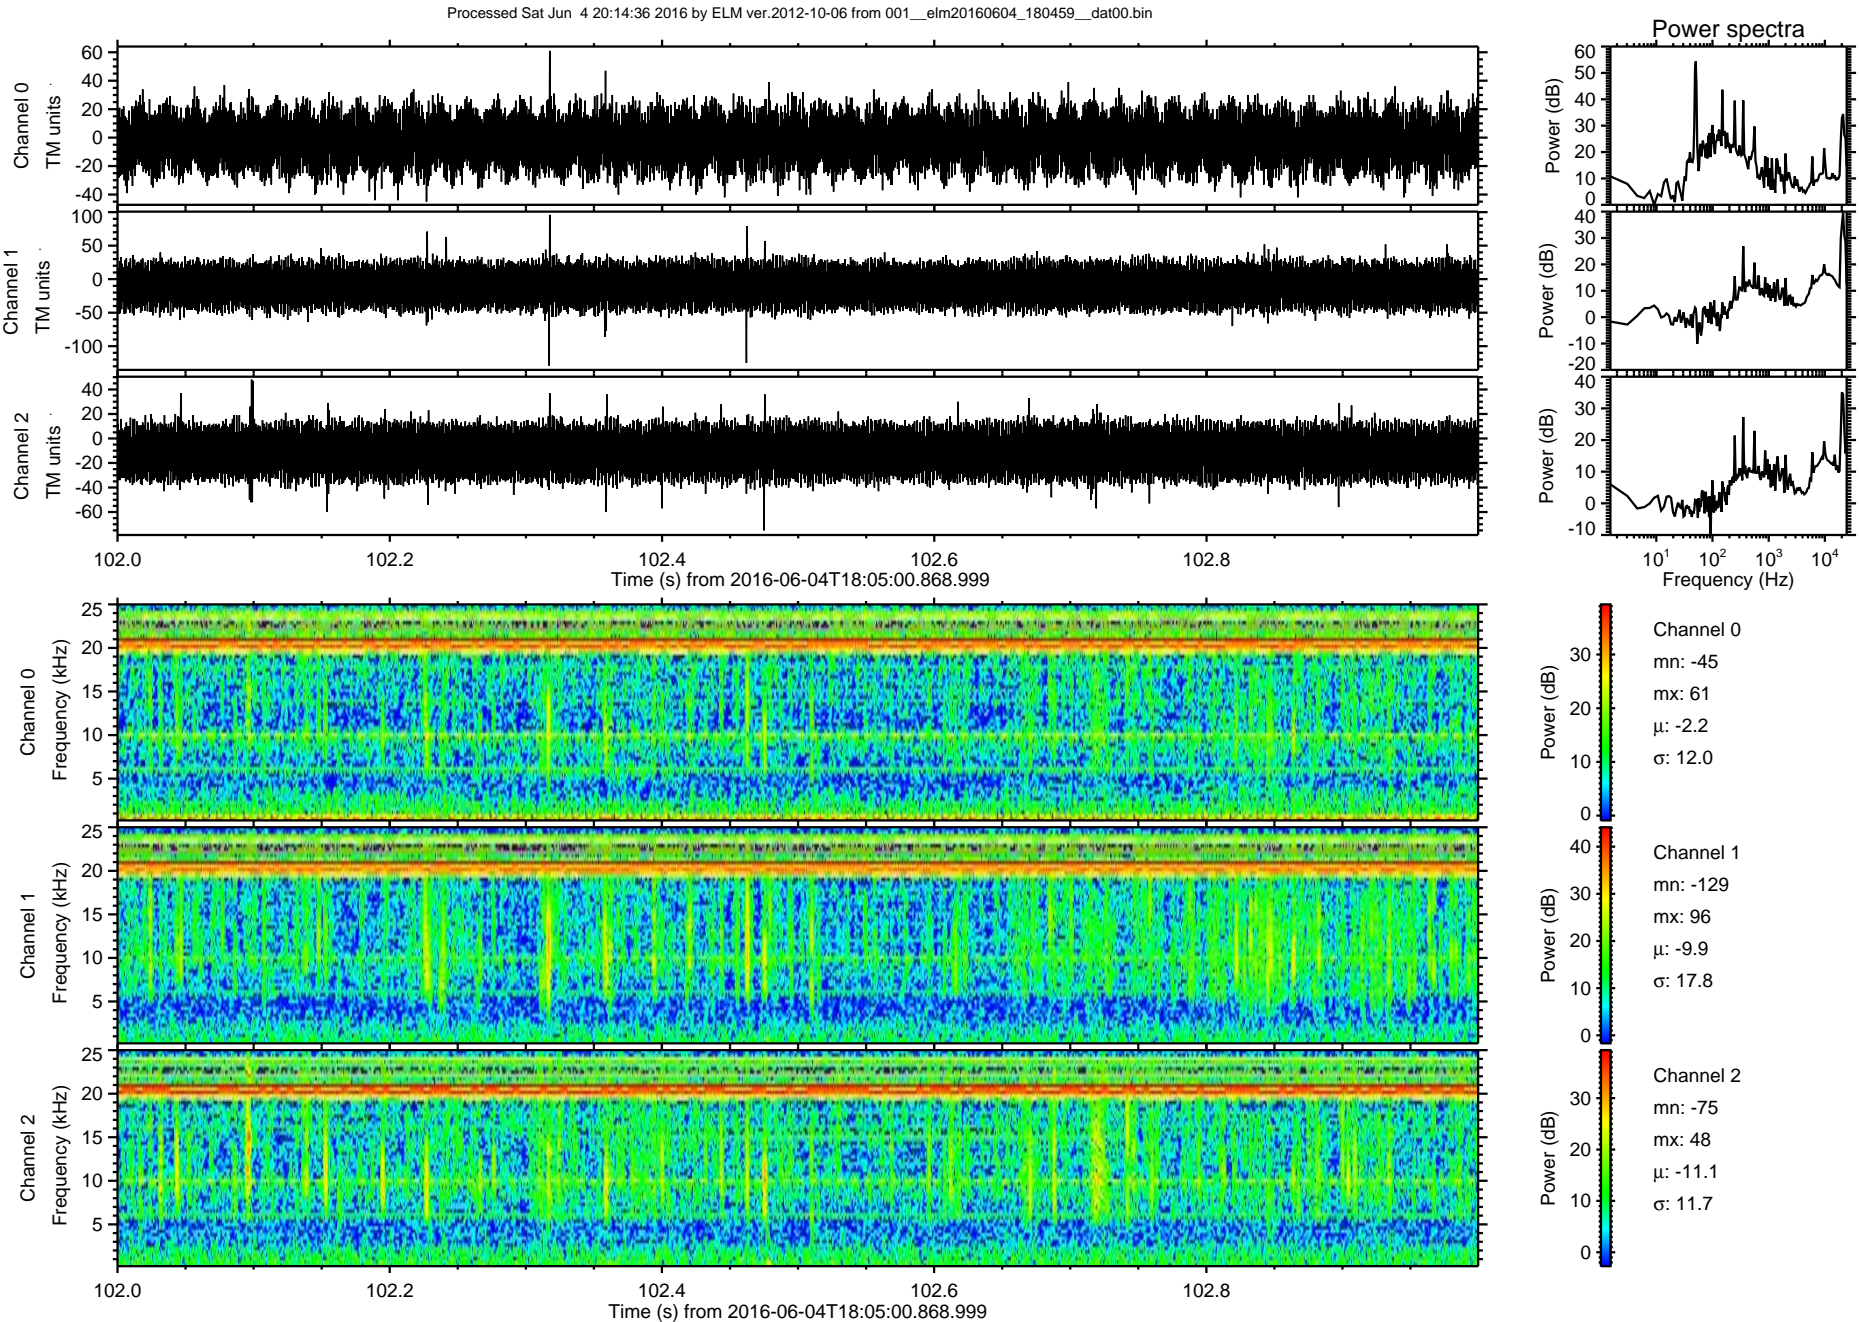 Processed Sat Jun  4 20:14:36 2016 by ELM ver.2012-10-06 from 001__elm20160604_180459__dat00.bin
Power spectra
Channel 0
TM units
60
40
20
0
-20
-40
Power (dB)
60
50
40
30
20
10
0
Channel 1
TM units
100
50
0
-50
-100
Power (dB)
40
30
20
10
0
-10
-20
Channel 2
TM units
40
20
0
-20
-40
-60
Power (dB)
40
30
20
10
0
-10
102.0 102.2 102.4 102.6 102.8
Time (s) from 2016-06-04T18:05:00.868.999
10^1 10^2 10^3 10^4
Frequency (Hz)
Channel 0
Frequency (kHz)
25
20
15
10
5
Power (dB)
30
20
10
0
Channel 0
mn: -45
mx: 61
µ: -2.2
σ: 12.0
Channel 1
Frequency (kHz)
25
20
15
10
5
Power (dB)
40
30
20
10
0
Channel 1
mn: -129
mx: 96
µ: -9.9
σ: 17.8
Channel 2
Frequency (kHz)
25
20
15
10
5
Power (dB)
30
20
10
0
Channel 2
mn: -75
mx: 48
µ: -11.1
σ: 11.7
102.0 102.2 102.4 102.6 102.8
Time (s) from 2016-06-04T18:05:00.868.999